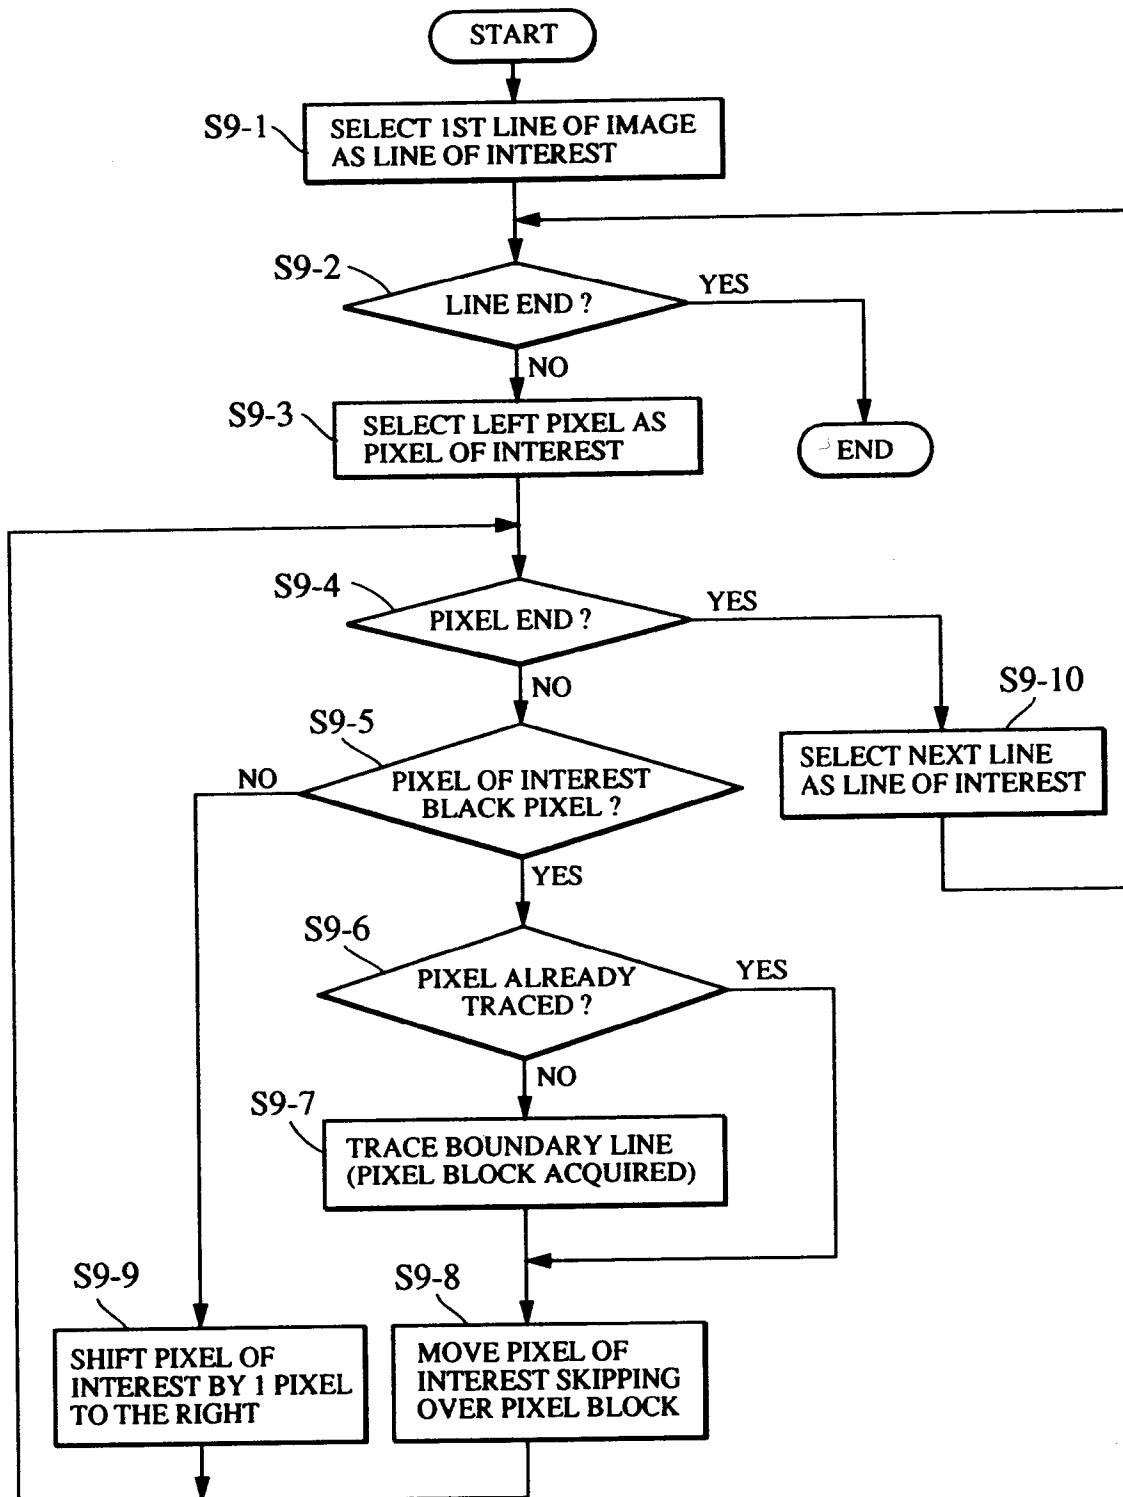 START
S9-1
SELECT 1ST LINE OF IMAGE
AS LINE OF INTEREST
S9-2
LINE END ?
YES
NO
S9-3
SELECT LEFT PIXEL AS
PIXEL OF INTEREST
END
S9-4
PIXEL END ?
YES
NO
S9-10
SELECT NEXT LINE
AS LINE OF INTEREST
S9-5
NO
PIXEL OF INTEREST
BLACK PIXEL ?
YES
S9-6
PIXEL ALREADY
TRACED ?
YES
NO
S9-7
TRACE BOUNDARY LINE
(PIXEL BLOCK ACQUIRED)
S9-9
SHIFT PIXEL OF
INTEREST BY 1 PIXEL
TO THE RIGHT
S9-8
MOVE PIXEL OF
INTEREST SKIPPING
OVER PIXEL BLOCK